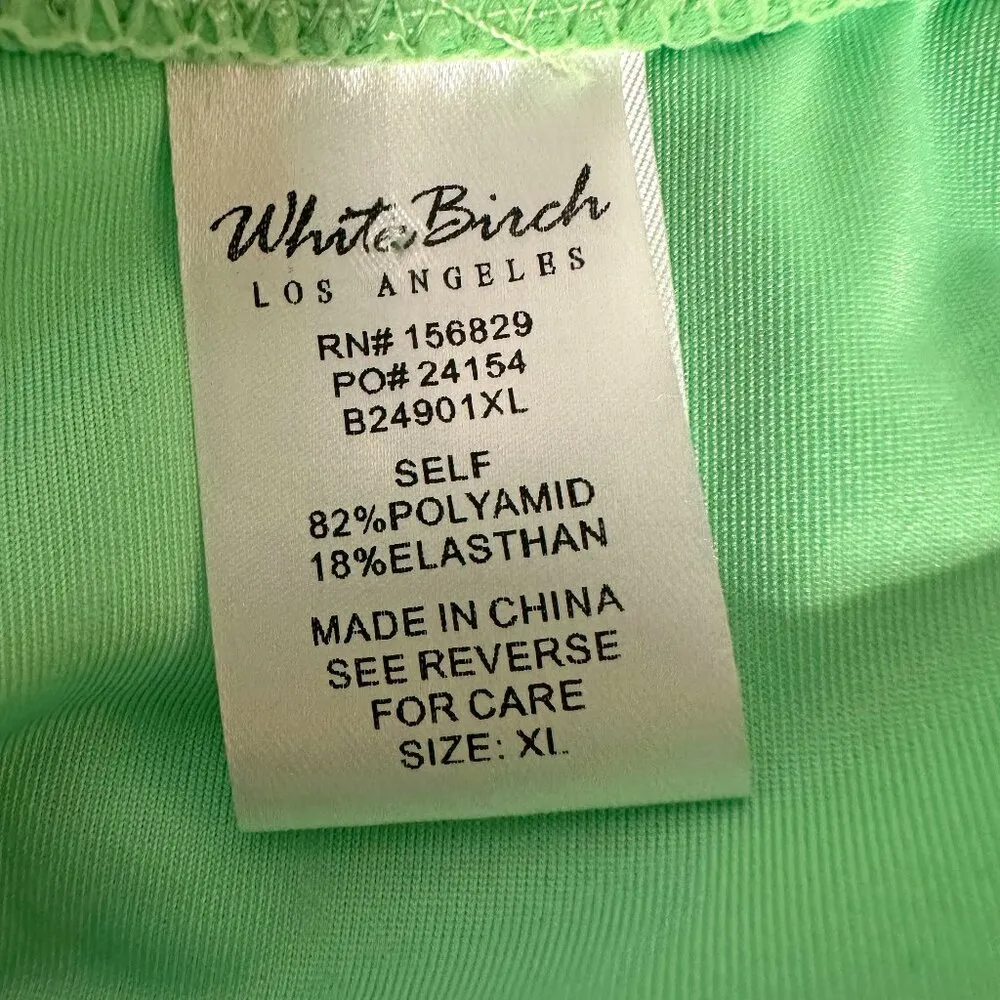 White Birch
LOS ANGELES
RN# 156829
PO# 24154
B24901XL
SELF
82%POLYAMID
18%ELASTHAN
MADE IN CHINA
SEE REVERSE
FOR CARE
SIZE: XL